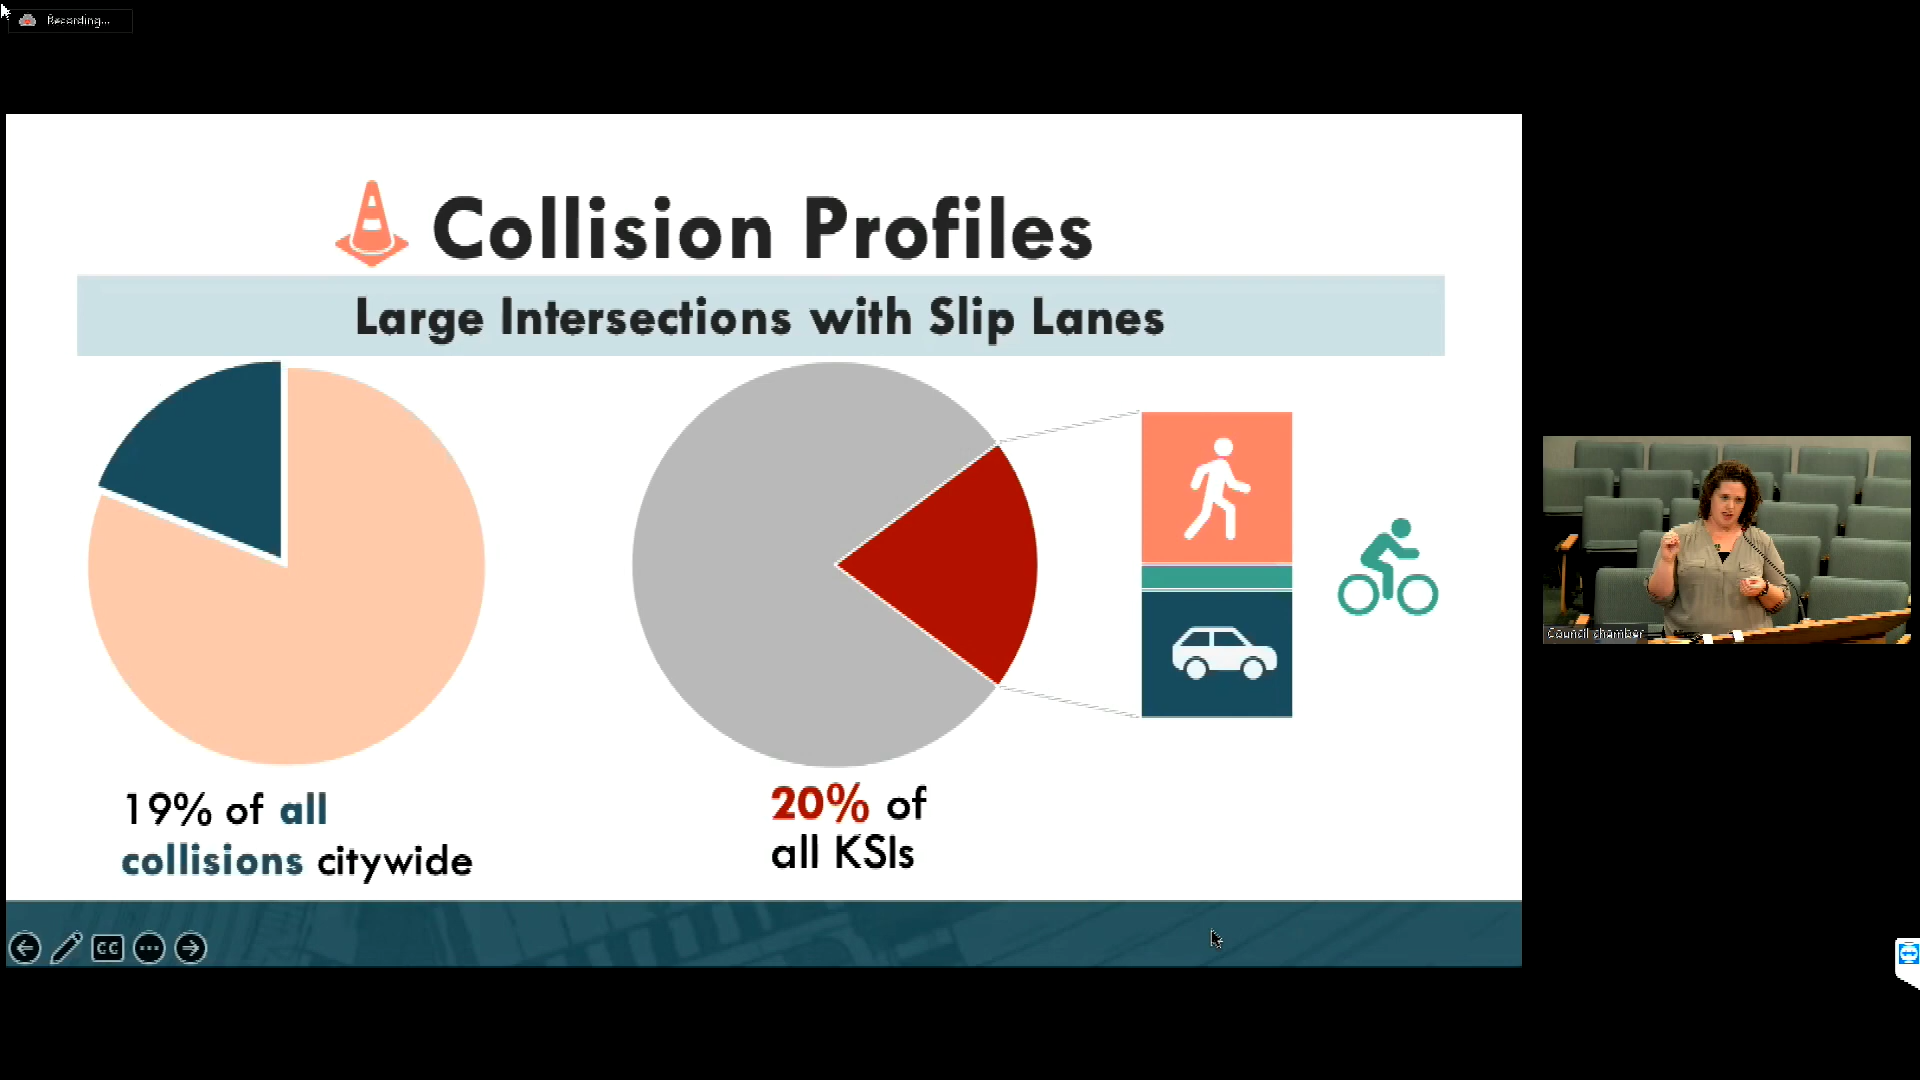 Recording...
Collision Profiles
Large Intersections with Slip Lanes
19% of all
collisions citywide
20% of
all KSIs
CC
Council chamber